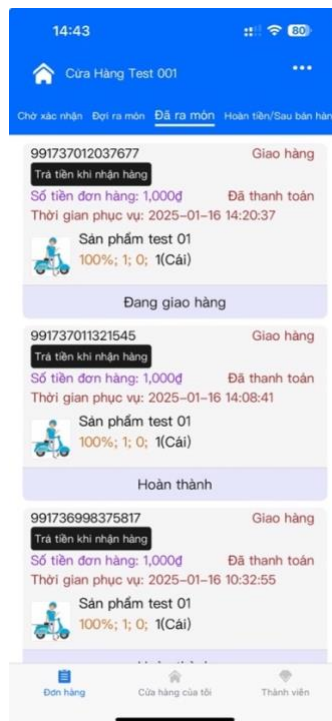 14:43
80
Cửa Hàng Test 001
Chờ xác nhận Đợi ra món Đã ra món Hoàn tiền/Sau bán hàn
991737012037677 Giao hàng
Trả tiền khi nhận hàng
Số tiền đơn hàng: 1,000₫ Đã thanh toán
Thời gian phục vụ: 2025-01-16 14:20:37
Sản phẩm test 01
100%; 1; 0; 1(Cái)
Đang giao hàng
991737011321545 Giao hàng
Trả tiền khi nhận hàng
Số tiền đơn hàng: 1,000₫ Đã thanh toán
Thời gian phục vụ: 2025-01-16 14:08:41
Sản phẩm test 01
100%; 1; 0; 1(Cái)
Hoàn thành
991736998375817 Giao hàng
Trả tiền khi nhận hàng
Số tiền đơn hàng: 1,000₫ Đã thanh toán
Thời gian phục vụ: 2025-01-16 10:32:55
Sản phẩm test 01
100%; 1; 0; 1(Cái)
Đơn hàng Cửa hàng của tôi Thành viên